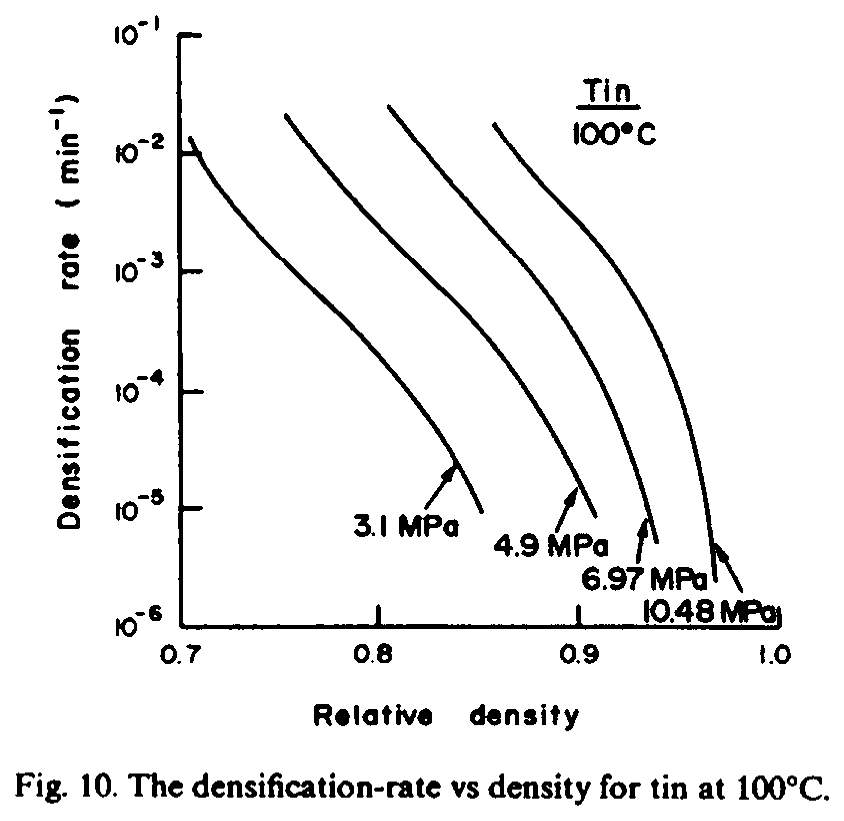 10⁻¹
Tin
100°C
10⁻²
10⁻³
10⁻⁴
10⁻⁵
10⁻⁶
Densification rate (min⁻¹)
3.1 MPa
4.9 MPa
6.97 MPa
10.48 MPa
0.7 0.8 0.9 1.0
Relative density
Fig. 10. The densification-rate vs density for tin at 100°C.